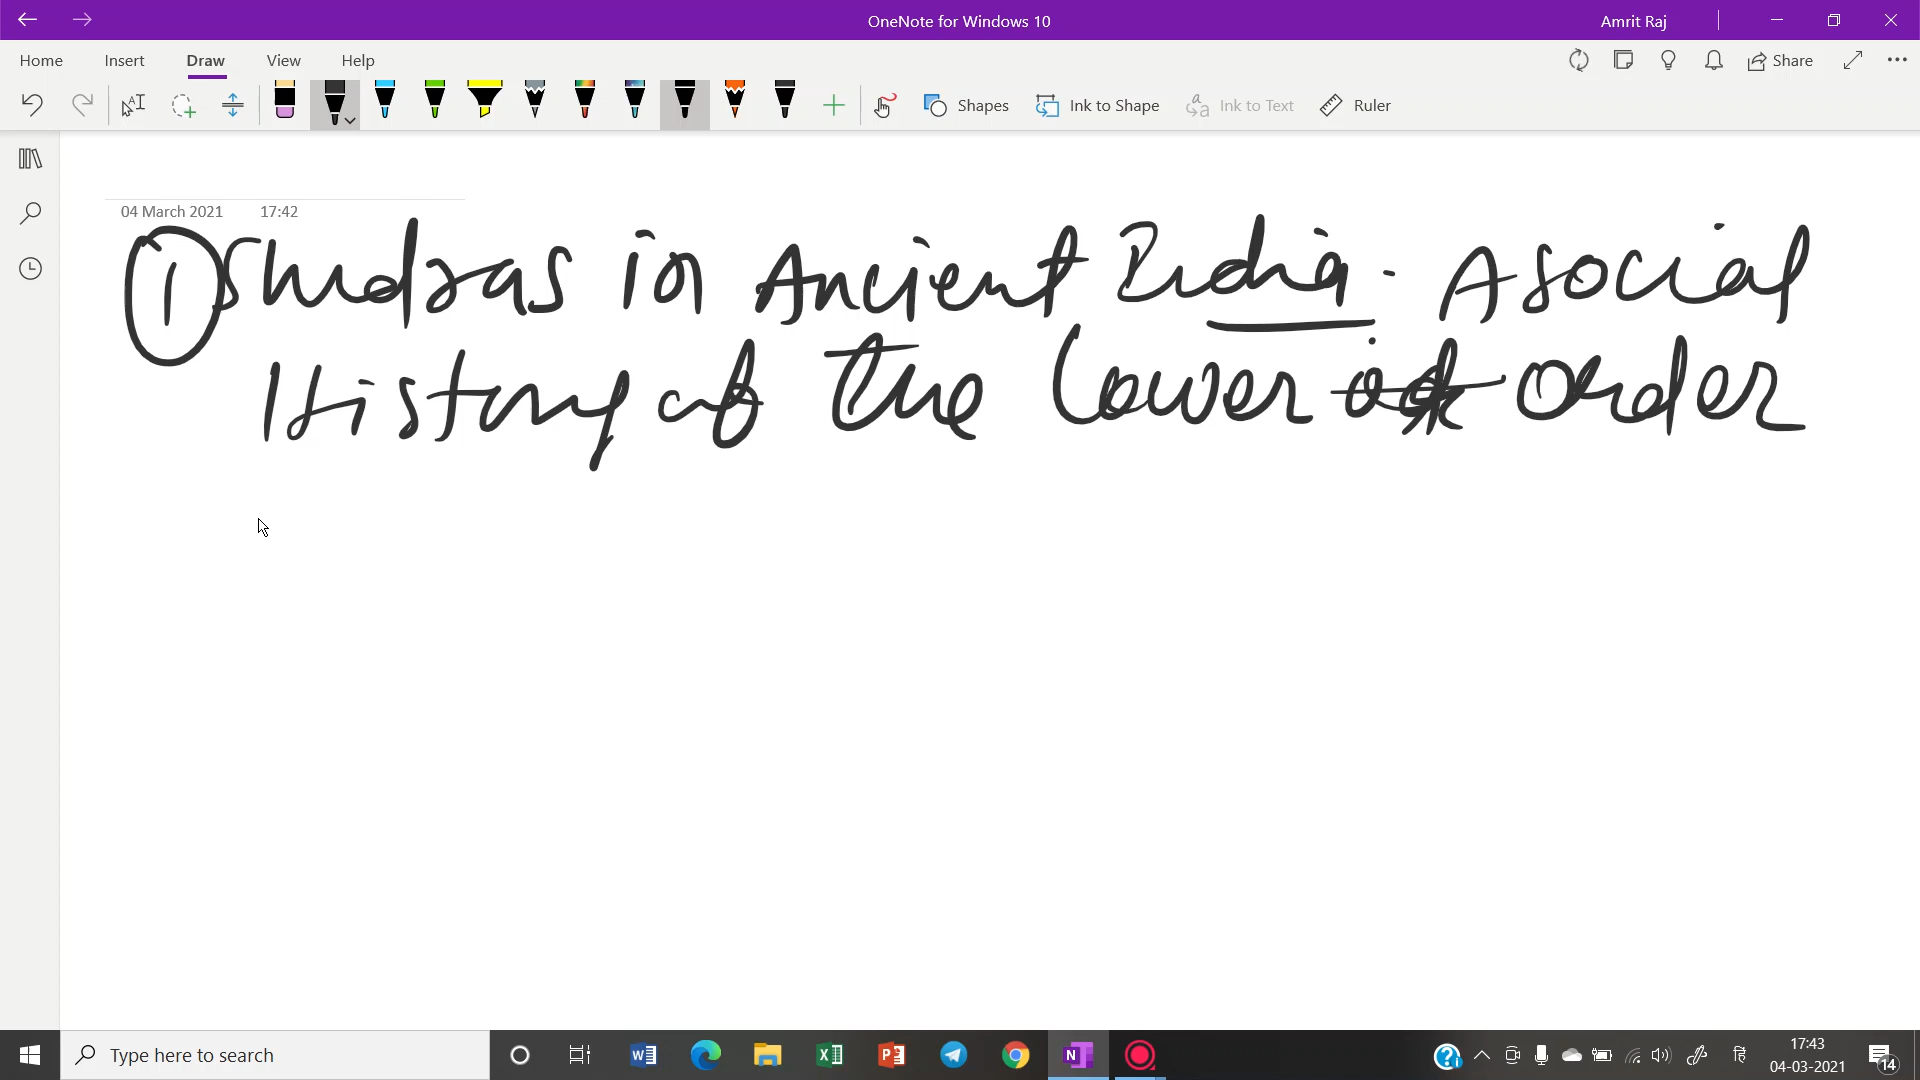 OneNote for Windows 10 Amrit Raj
Home Insert Draw View Help Share
Shapes Ink to Shape Ink to Text Ruler
04 March 2021 17:42
① Shudras in Ancient India - A social
History of the lower Order
Type here to search 17:43
04-03-2021 14
हिं